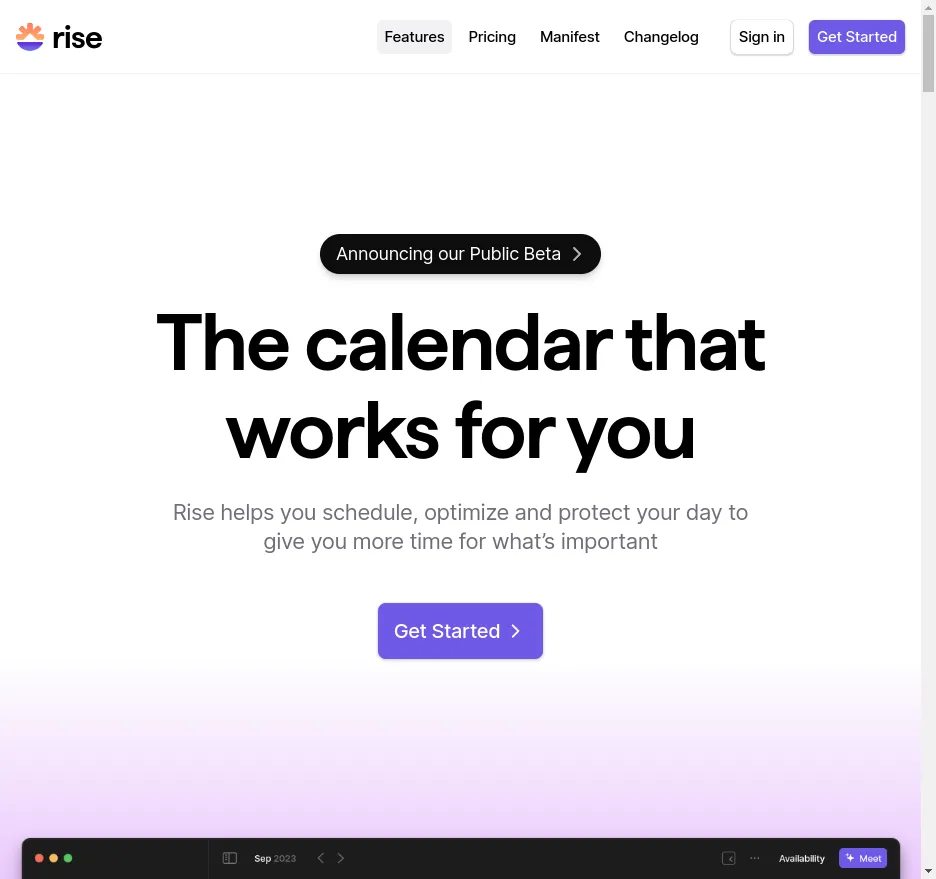 rise
Features Pricing Manifest Changelog Sign in Get Started
Announcing our Public Beta
The calendar that
works for you
Rise helps you schedule, optimize and protect your day to
give you more time for what’s important
Get Started
Sep 2023 Availability Meet